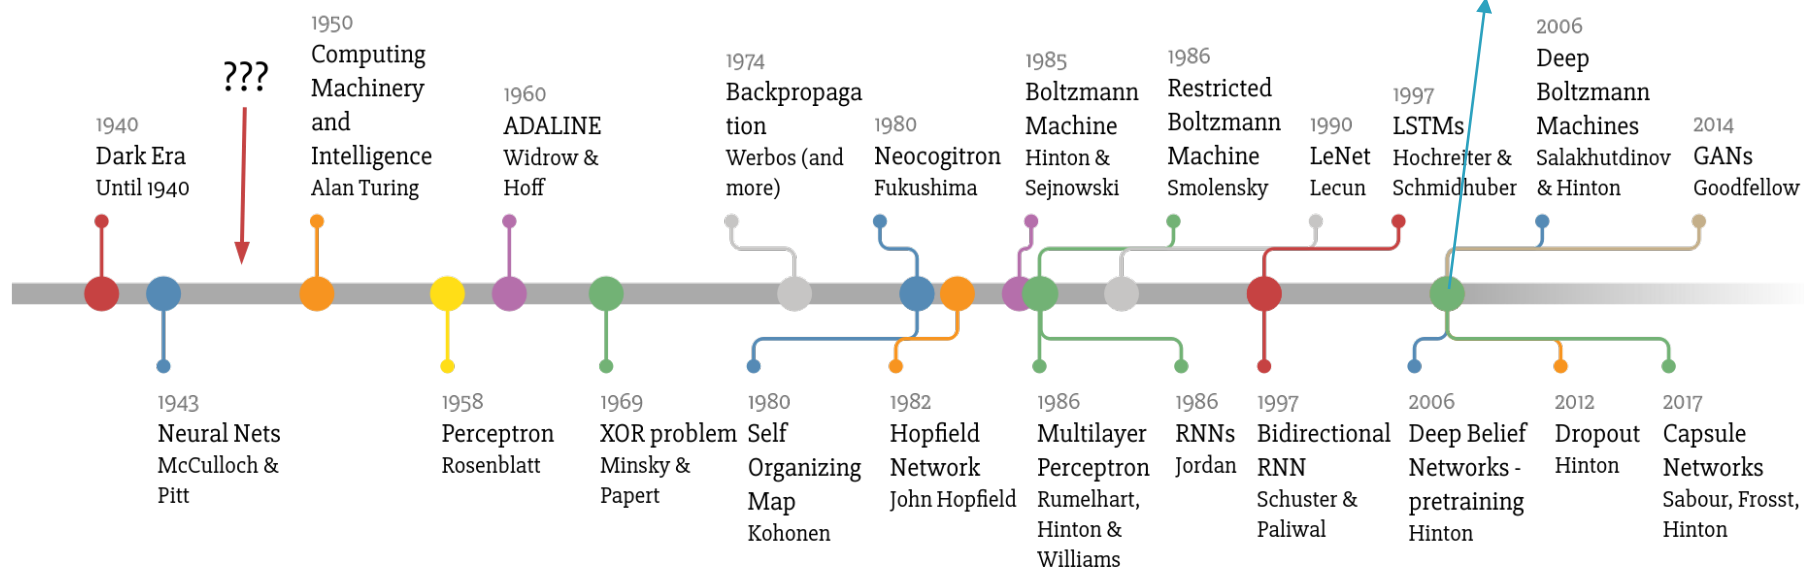 ???
1940
Dark Era
Until 1940
1950
Computing
Machinery
and
Intelligence
Alan Turing
1960
ADALINE
Widrow &
Hoff
1974
Backpropaga
tion
Werbos (and
more)
1980
Neocogitron
Fukushima
1985
Boltzmann
Machine
Hinton &
Sejnowski
1986
Restricted
Boltzmann
Machine
Smolensky
1990
LeNet
Lecun
1997
LSTMs
Hochreiter &
Schmidhuber
2006
Deep
Boltzmann
Machines
Salakhutdinov
& Hinton
2014
GANs
Goodfellow
1943
Neural Nets
McCulloch &
Pitt
1958
Perceptron
Rosenblatt
1969
XOR problem
Minsky &
Papert
1980
Self
Organizing
Map
Kohonen
1982
Hopfield
Network
John Hopfield
1986
Multilayer
Perceptron
Rumelhart,
Hinton &
Williams
1986
RNNs
Jordan
1997
Bidirectional
RNN
Schuster &
Paliwal
2006
Deep Belief
Networks -
pretraining
Hinton
2012
Dropout
Hinton
2017
Capsule
Networks
Sabour, Frosst,
Hinton